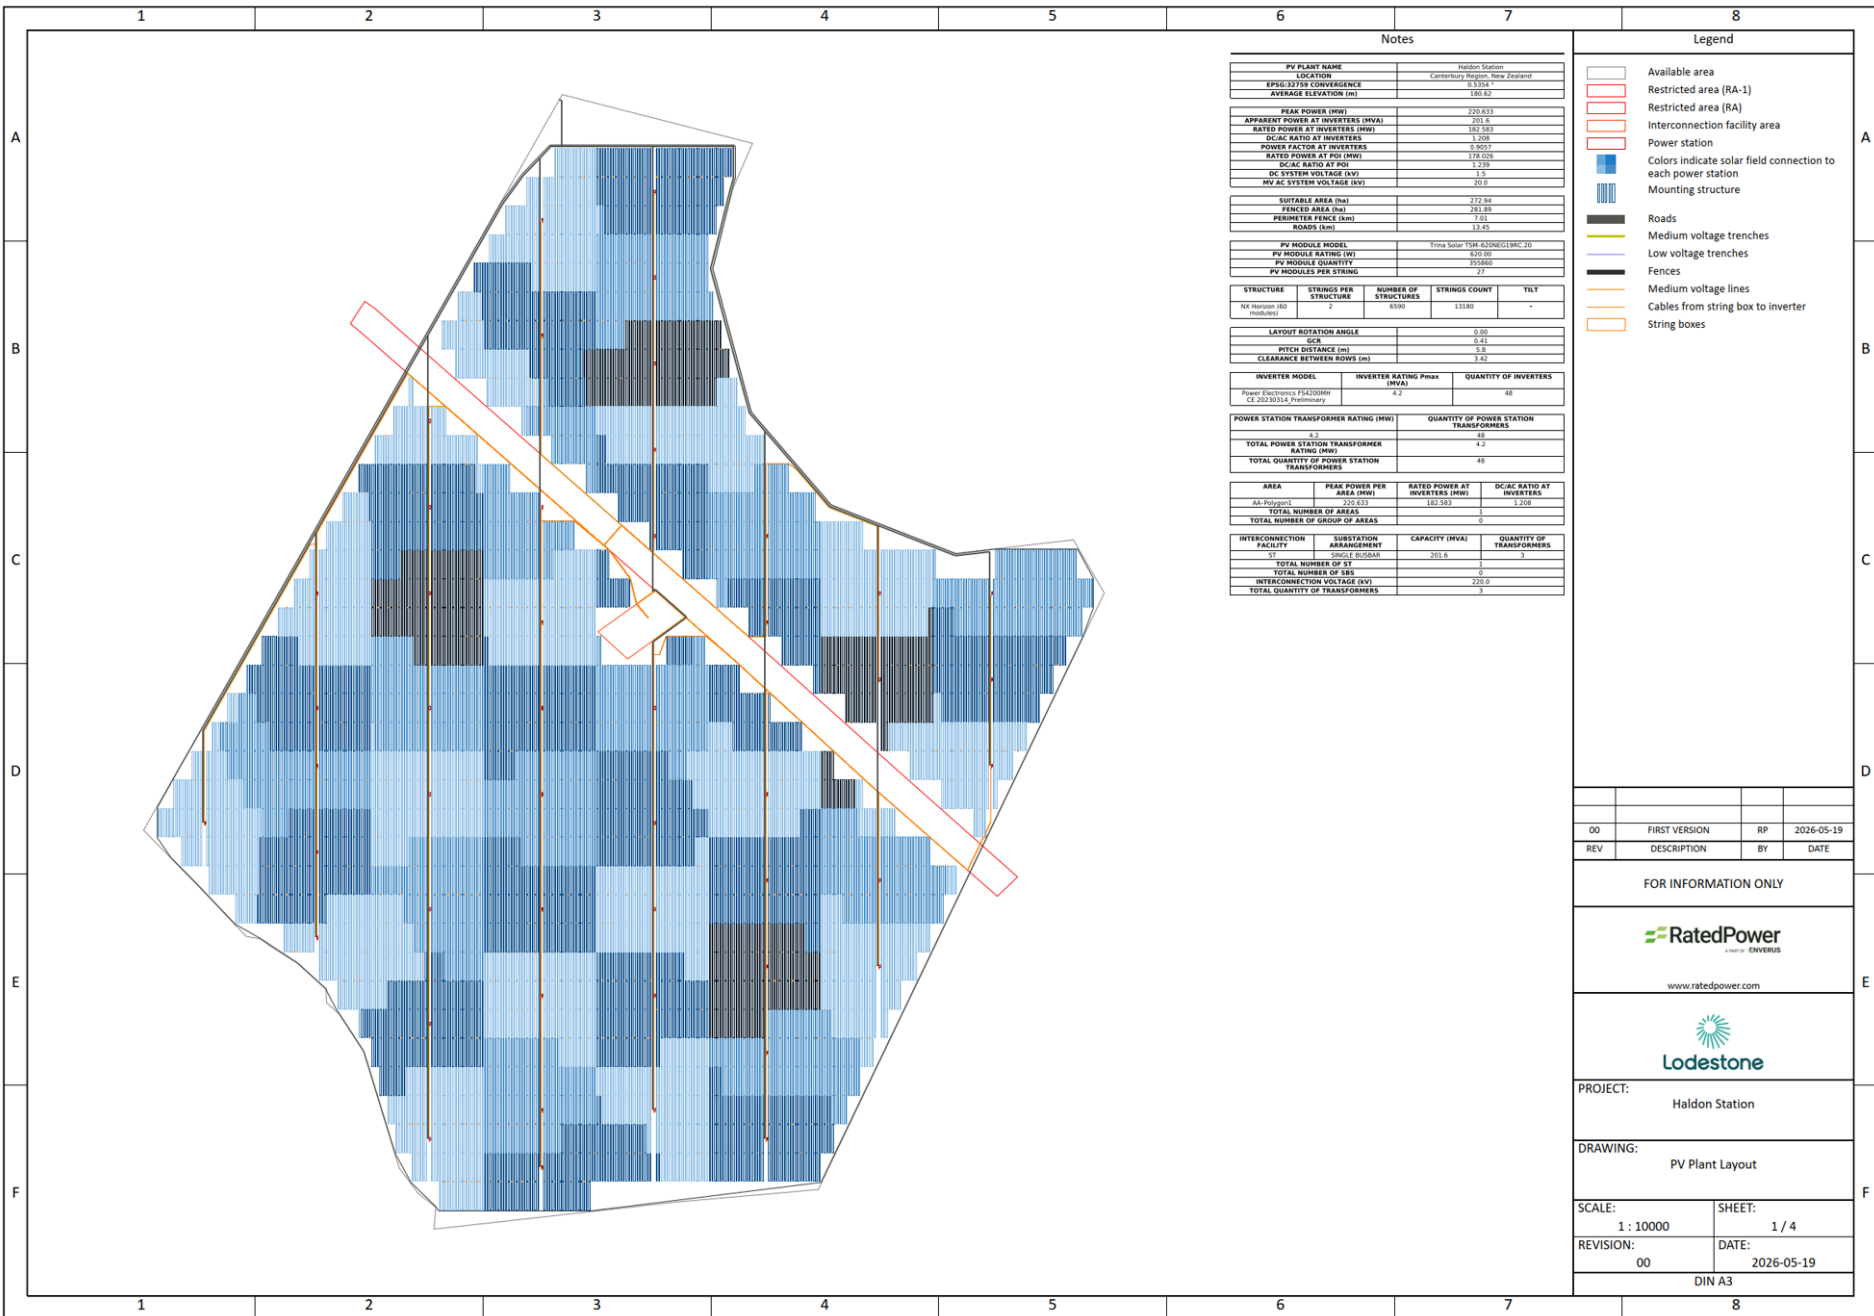 1 2 3 4 5 6 7 8
A
B
C
D
E
F
Notes
PV PLANT NAME Haldon Station
LOCATION Canterbury Region, New Zealand
EPSG:32759 CONVERGENCE 0.5354 °
AVERAGE ELEVATION (m) 180.62
PEAK POWER (MW) 220.633
APPARENT POWER AT INVERTERS (MVA) 201.6
RATED POWER AT INVERTERS (MW) 182.583
DC/AC RATIO AT INVERTERS 1.208
POWER FACTOR AT INVERTERS 0.9057
RATED POWER AT POI (MW) 178.026
DC/AC RATIO AT POI 1.239
DC SYSTEM VOLTAGE (kV) 1.5
MV AC SYSTEM VOLTAGE (kV) 20.0
SUITABLE AREA (ha) 272.94
FENCED AREA (ha) 281.89
PERIMETER FENCE (km) 7.01
ROADS (km) 13.45
PV MODULE MODEL Trina Solar TSM-620NEG19RC.20
PV MODULE RATING (W) 620.00
PV MODULE QUANTITY 355860
PV MODULES PER STRING 27
STRUCTURE STRINGS PER STRUCTURE NUMBER OF STRUCTURES STRINGS COUNT TILT
NX Horizon (60 modules) 2 6590 13180 -
LAYOUT ROTATION ANGLE 0.00
GCR 0.41
PITCH DISTANCE (m) 5.8
CLEARANCE BETWEEN ROWS (m) 3.42
INVERTER MODEL INVERTER RATING Pmax (MVA) QUANTITY OF INVERTERS
Power Electronics FS4200MH CE 20230314_Preliminary 4.2 48
POWER STATION TRANSFORMER RATING (MW) QUANTITY OF POWER STATION TRANSFORMERS
4.2 48
TOTAL POWER STATION TRANSFORMER RATING (MW) 4.2
TOTAL QUANTITY OF POWER STATION TRANSFORMERS 48
AREA PEAK POWER PER AREA (MW) RATED POWER AT INVERTERS (MW) DC/AC RATIO AT INVERTERS
AA-Polygon1 220.633 182.583 1.208
TOTAL NUMBER OF AREAS 1
TOTAL NUMBER OF GROUP OF AREAS 0
INTERCONNECTION FACILITY SUBSTATION ARRANGEMENT CAPACITY (MVA) QUANTITY OF TRANSFORMERS
ST SINGLE BUSBAR 201.6 3
TOTAL NUMBER OF ST 1
TOTAL NUMBER OF SBS 0
INTERCONNECTION VOLTAGE (kV) 220.0
TOTAL QUANTITY OF TRANSFORMERS 3
Legend
Available area
Restricted area (RA-1)
Restricted area (RA)
Interconnection facility area
Power station
Colors indicate solar field connection to
each power station
Mounting structure
Roads
Medium voltage trenches
Low voltage trenches
Fences
Medium voltage lines
Cables from string box to inverter
String boxes
00 FIRST VERSION RP 2026-05-19
REV DESCRIPTION BY DATE
FOR INFORMATION ONLY
RatedPower
A PART OF ENVERUS
www.ratedpower.com
Lodestone
PROJECT:
Haldon Station
DRAWING:
PV Plant Layout
SCALE: SHEET:
1 : 10000 1 / 4
REVISION: DATE:
00 2026-05-19
DIN A3
A
B
C
D
E
F
1 2 3 4 5 6 7 8